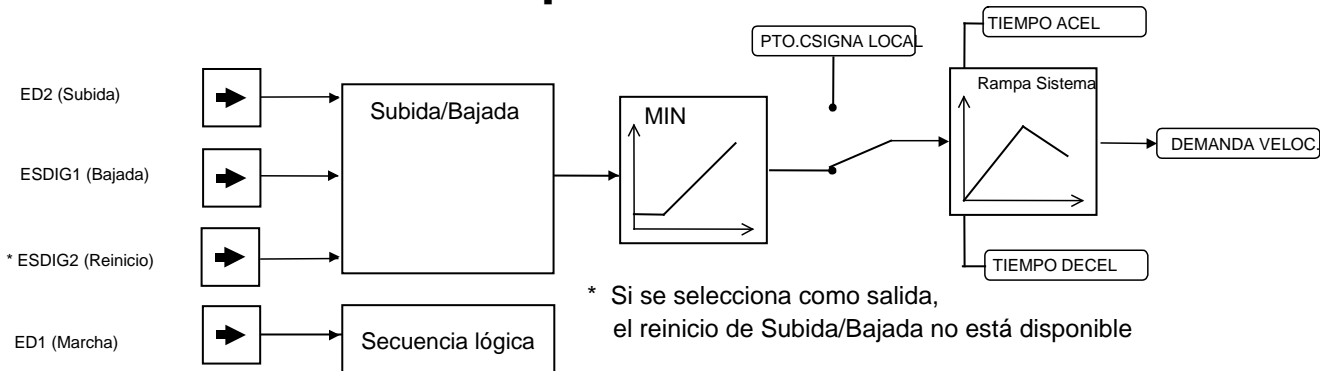 TIEMPO ACEL
PTO.CSIGNA LOCAL
Rampa Sistema
ED2 (Subida)
Subida/Bajada
MIN
DEMANDA VELOC.
ESDIG1 (Bajada)
* ESDIG2 (Reinicio)
TIEMPO DECEL
* Si se selecciona como salida,
el reinicio de Subida/Bajada no está disponible
ED1 (Marcha)
Secuencia lógica